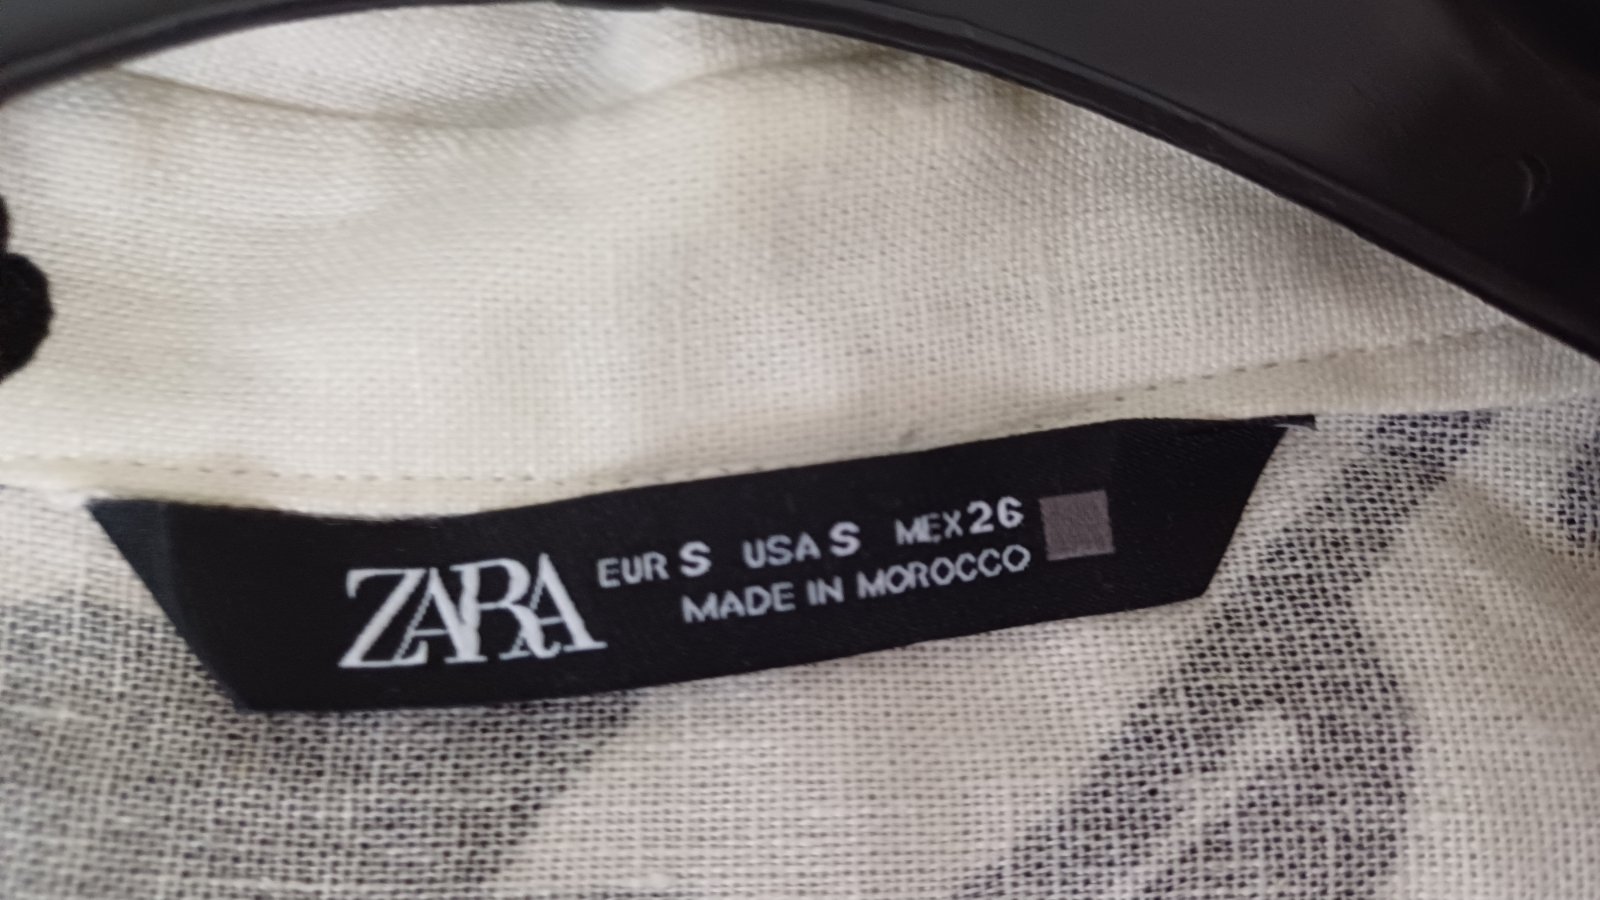 ZARA
EUR S USA S MEX 26
MADE IN MOROCCO